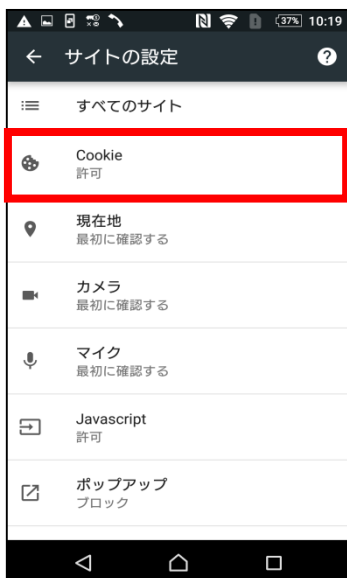 37% 10:19
サイトの設定
すべてのサイト
Cookie
許可
現在地
最初に確認する
カメラ
最初に確認する
マイク
最初に確認する
Javascript
許可
ポップアップ
ブロック